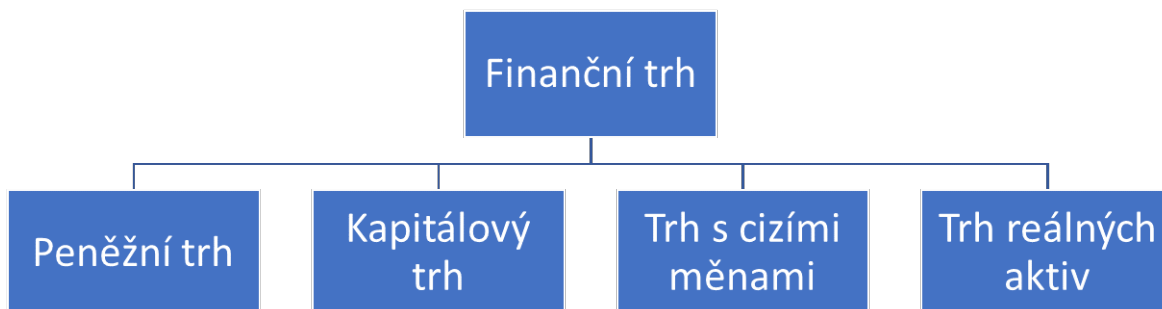 Finanční trh
Peněžní trh
Kapitálový
trh
Trh s cizími
měnami
Trh reálných
aktiv